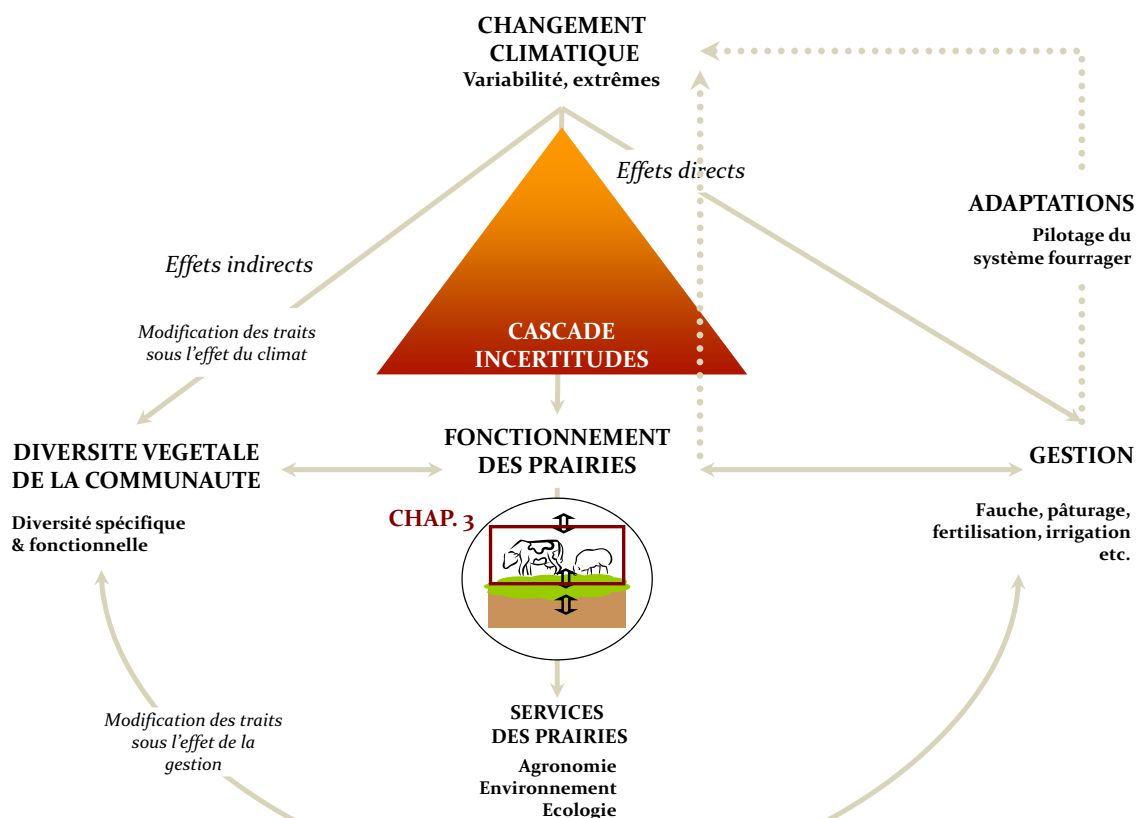 CHANGEMENT
CLIMATIQUE
Variabilité, extrêmes
Effets directs
ADAPTATIONS
Pilotage du
système fourrager
Effets indirects
Modification des traits
sous l'effet du climat
CASCADE
INCERTITUDES
DIVERSITE VEGETALE
DE LA COMMUNAUTE
Diversité spécifique
& fonctionnelle
FONCTIONNEMENT
DES PRAIRIES
CHAP. 3
GESTION
Fauche, pâturage,
fertilisation, irrigation
etc.
Modification des traits
sous l'effet de la
gestion
SERVICES
DES PRAIRIES
Agronomie
Environnement
Ecologie